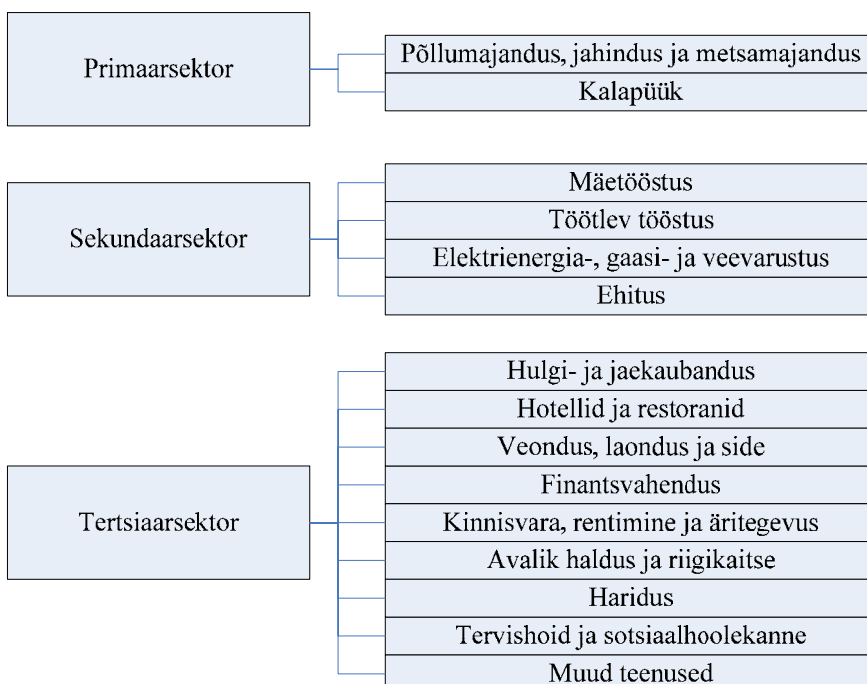 Primaarsektor
Põllumajandus, jahindus ja metsamajandus
Kalapüük
Sekundaarsektor
Mäetööstus
Töötlev tööstus
Elektrienergia-, gaasi- ja veevarustus
Ehitus
Tertsiaarsektor
Hulgi- ja jaekaubandus
Hotellid ja restoranid
Veondus, laondus ja side
Finantsvahendus
Kinnisvara, rentimine ja äritegevus
Avalik haldus ja riigikaitse
Haridus
Tervishoid ja sotsiaalhoolekanne
Muud teenused